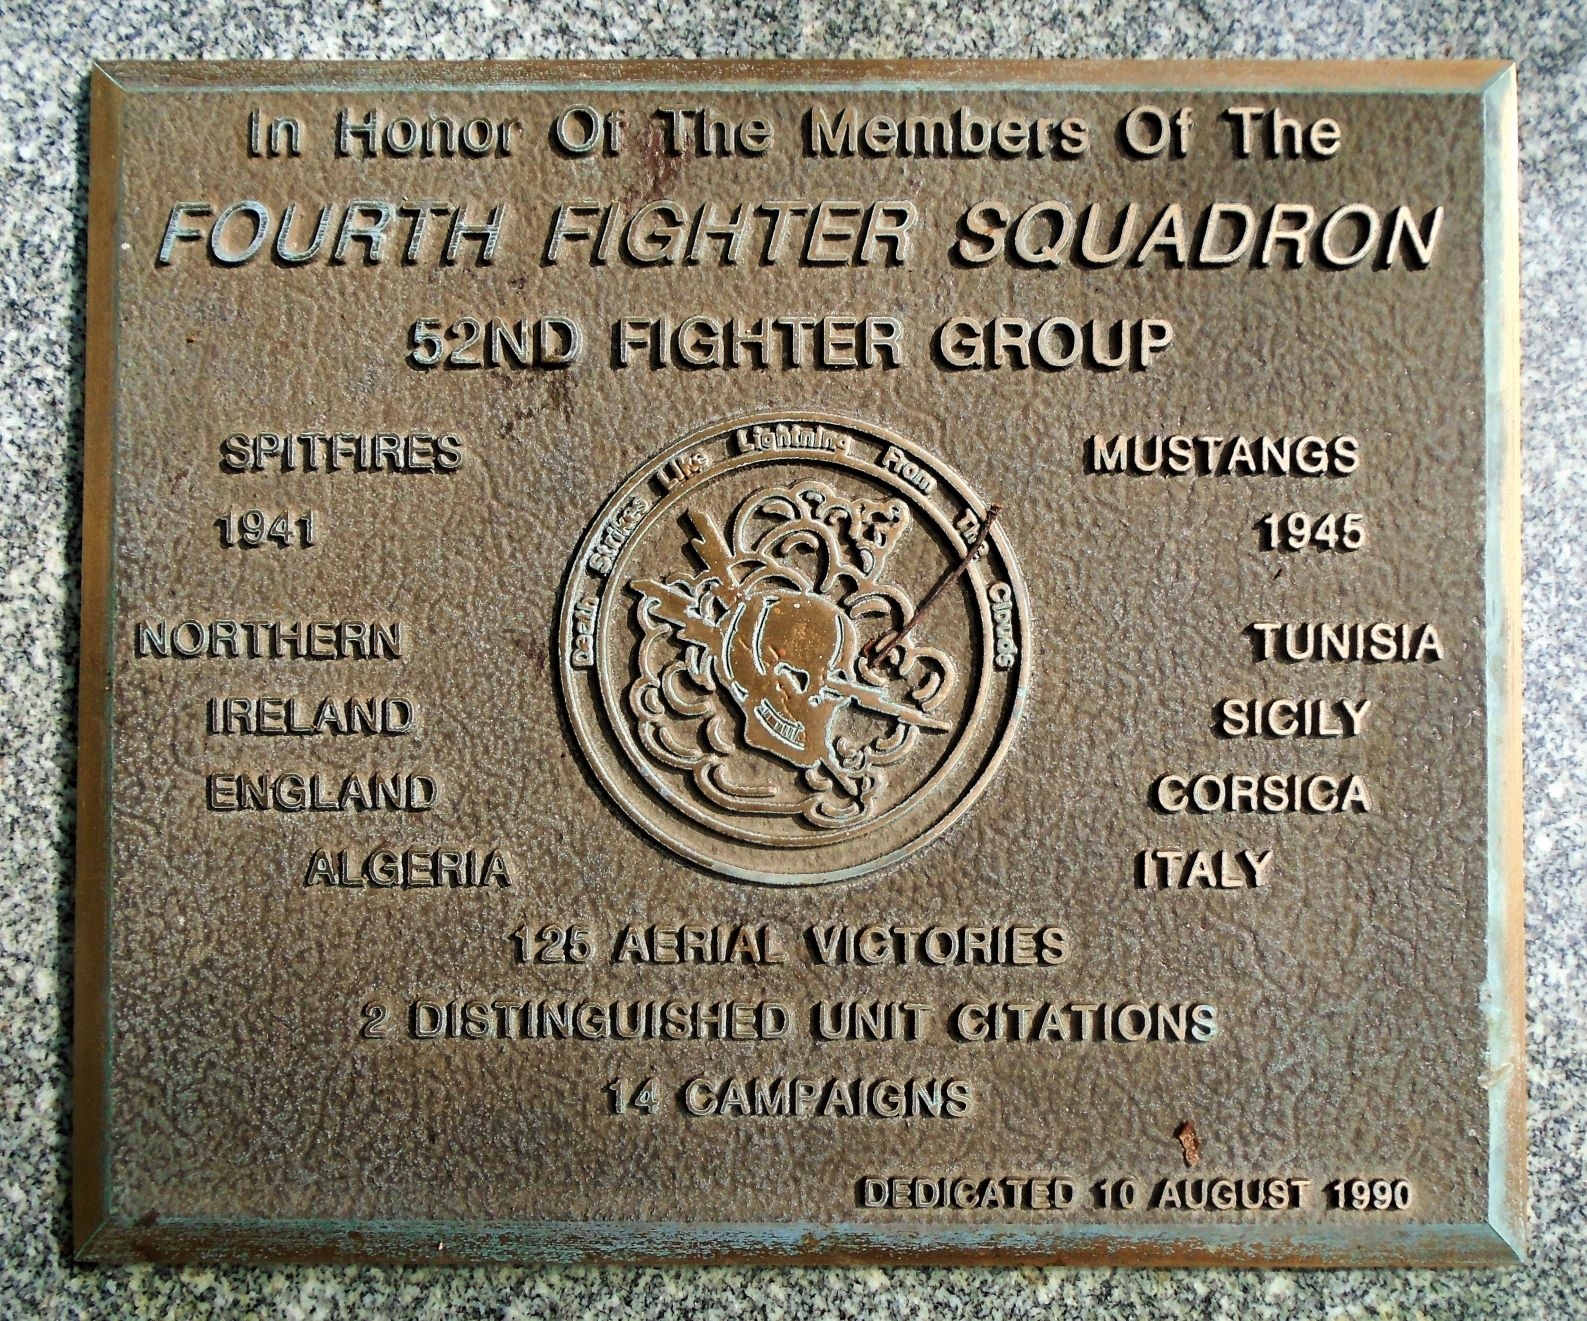 In Honor Of The Members Of The
FOURTH FIGHTER SQUADRON
52ND FIGHTER GROUP
SPITFIRES
1941
MUSTANGS
1945
Death Strikes Like Lightning From The Clouds
NORTHERN
IRELAND
ENGLAND
ALGERIA
TUNISIA
SICILY
CORSICA
ITALY
125 AERIAL VICTORIES
2 DISTINGUISHED UNIT CITATIONS
14 CAMPAIGNS
DEDICATED 10 AUGUST 1990